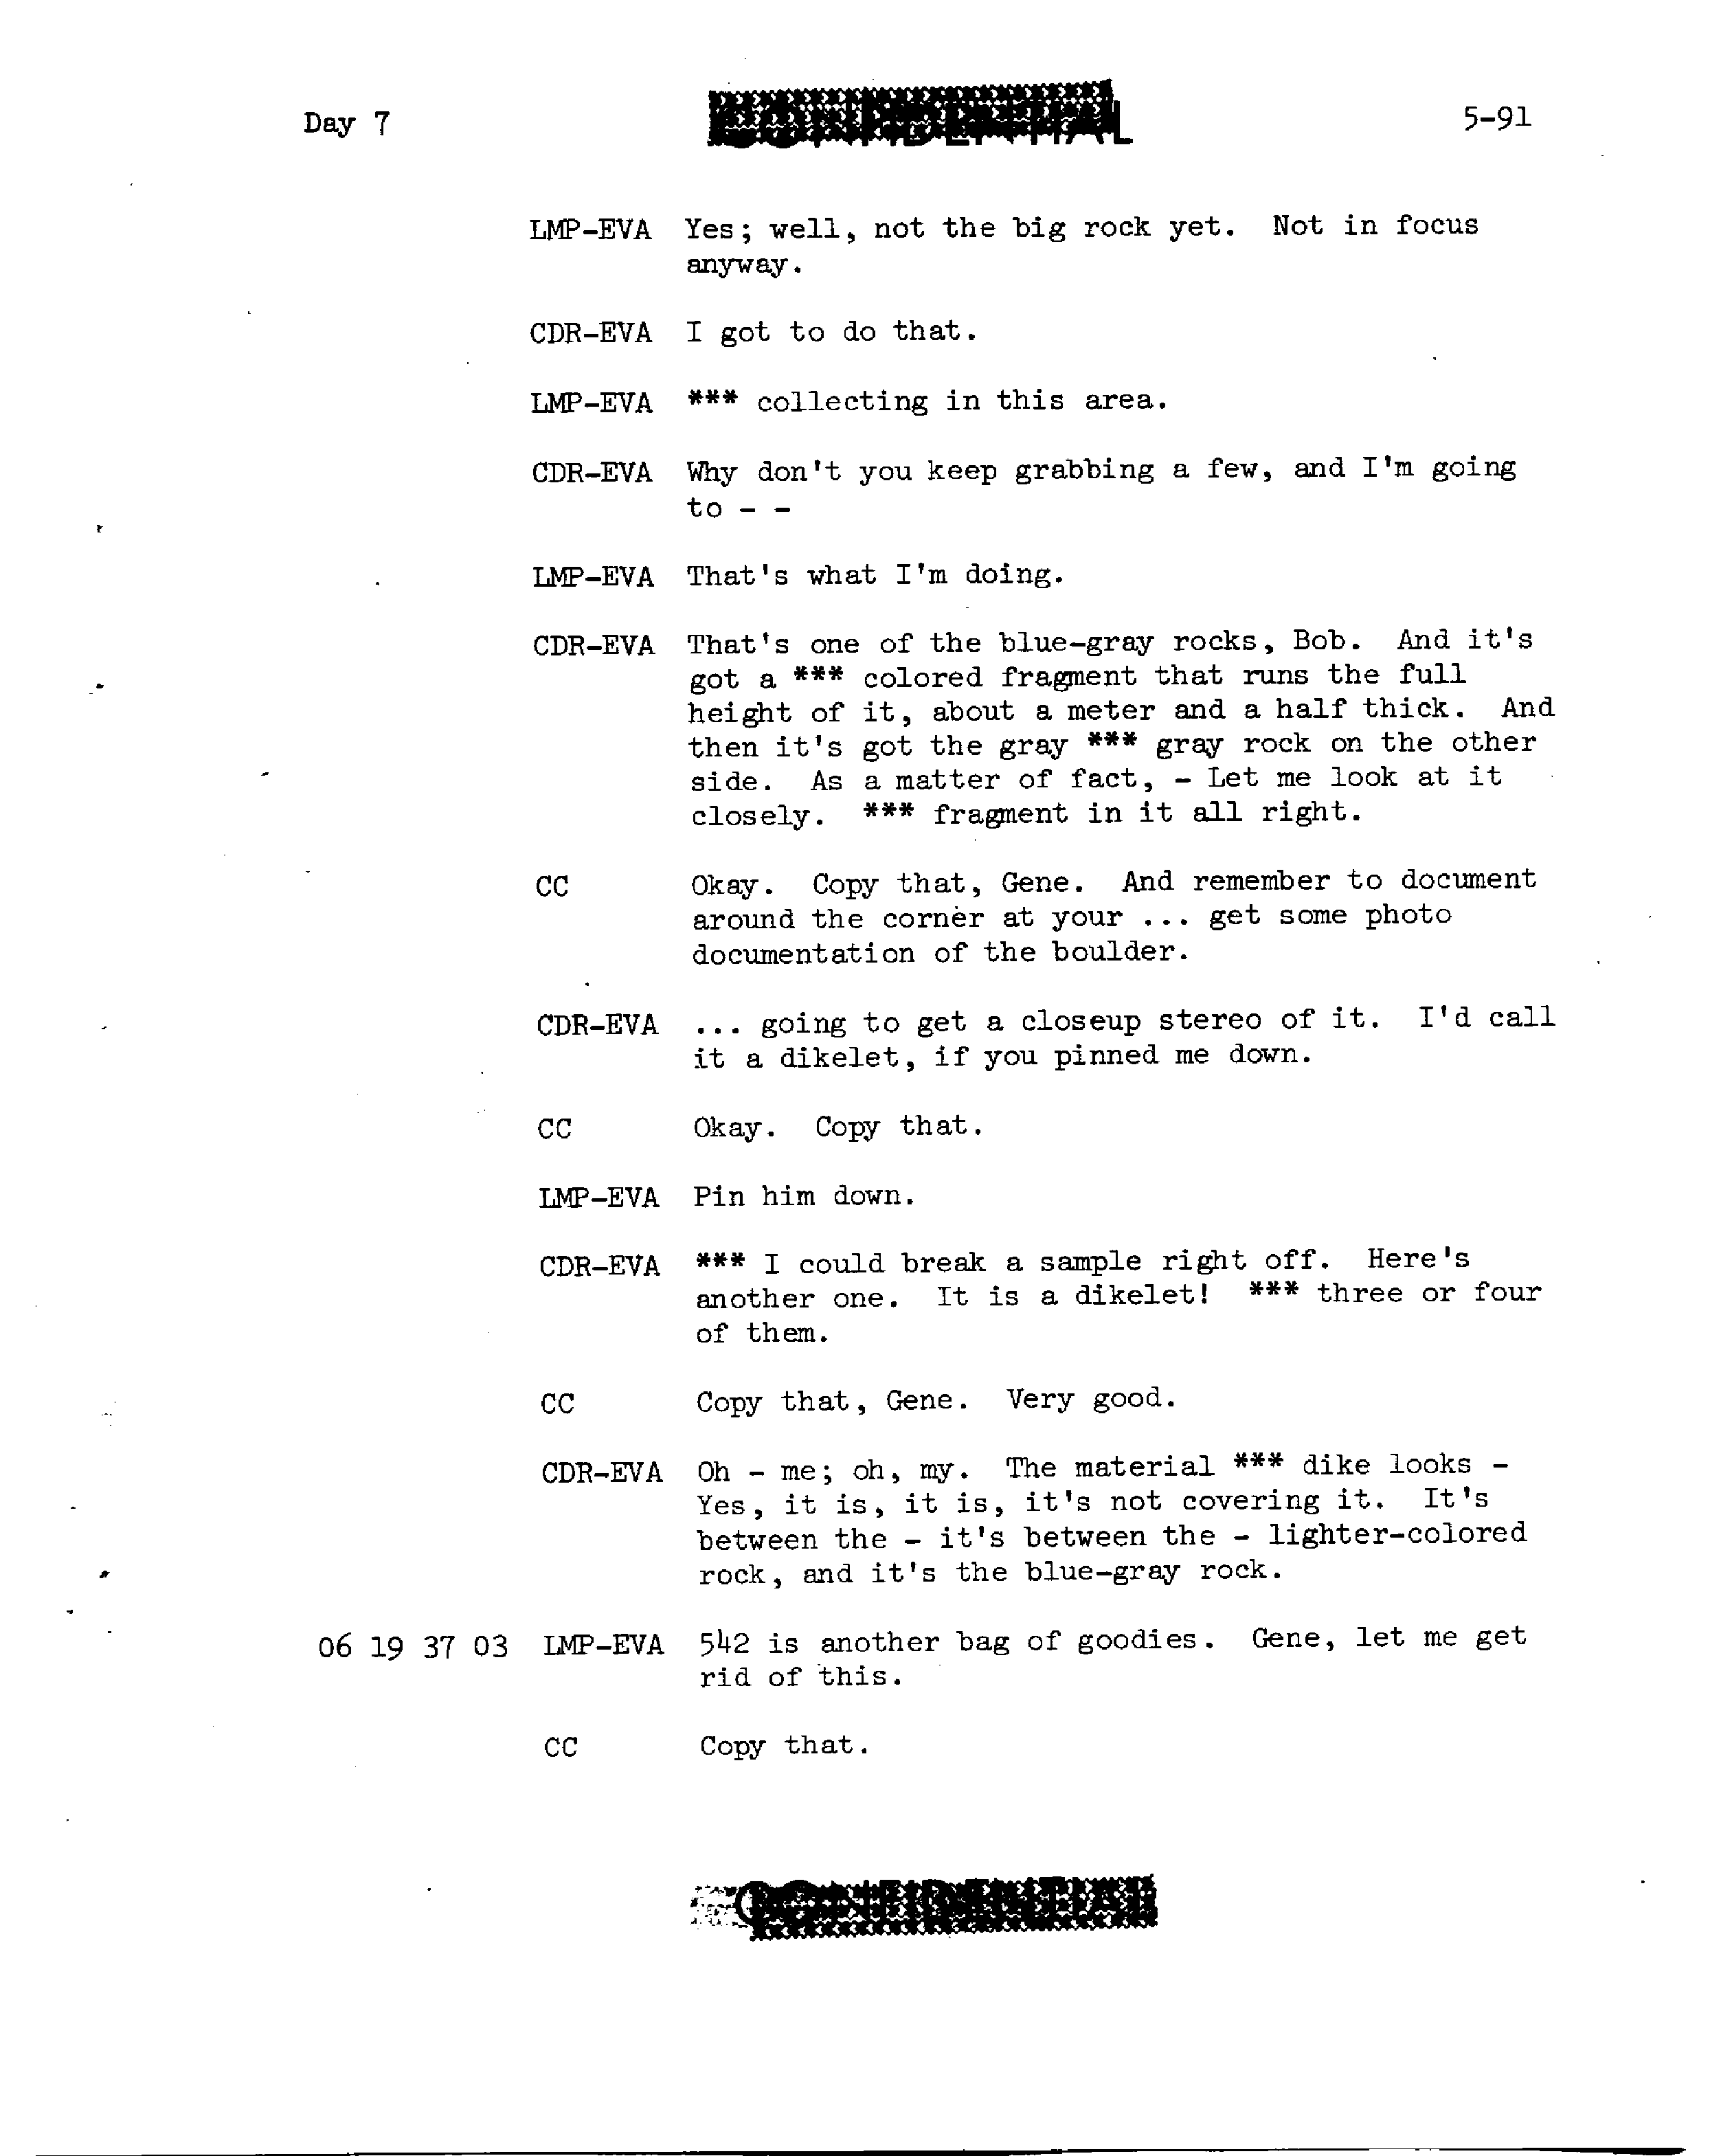 Day 7
CONFIDENTIAL
5-91
LMP-EVA Yes; well, not the big rock yet. Not in focus
anyway.
CDR-EVA I got to do that.
LMP-EVA *** collecting in this area.
CDR-EVA Why don't you keep grabbing a few, and I'm going
to - -
LMP-EVA That's what I'm doing.
CDR-EVA That's one of the blue-gray rocks, Bob. And it's
got a *** colored fragment that runs the full
height of it, about a meter and a half thick. And
then it's got the gray *** gray rock on the other
side. As a matter of fact, - Let me look at it
closely. *** fragment in it all right.
CC Okay. Copy that, Gene. And remember to document
around the corner at your ... get some photo
documentation of the boulder.
CDR-EVA ... going to get a closeup stereo of it. I'd call
it a dikelet, if you pinned me down.
CC Okay. Copy that.
LMP-EVA Pin him down.
CDR-EVA *** I could break a sample right off. Here's
another one. It is a dikelet! *** three or four
of them.
CC Copy that, Gene. Very good.
CDR-EVA Oh - me; oh, my. The material *** dike looks -
Yes, it is, it is, it's not covering it. It's
between the - it's between the - lighter-colored
rock, and it's the blue-gray rock.
06 19 37 03 LMP-EVA 542 is another bag of goodies. Gene, let me get
rid of this.
CC Copy that.
CONFIDENTIAL